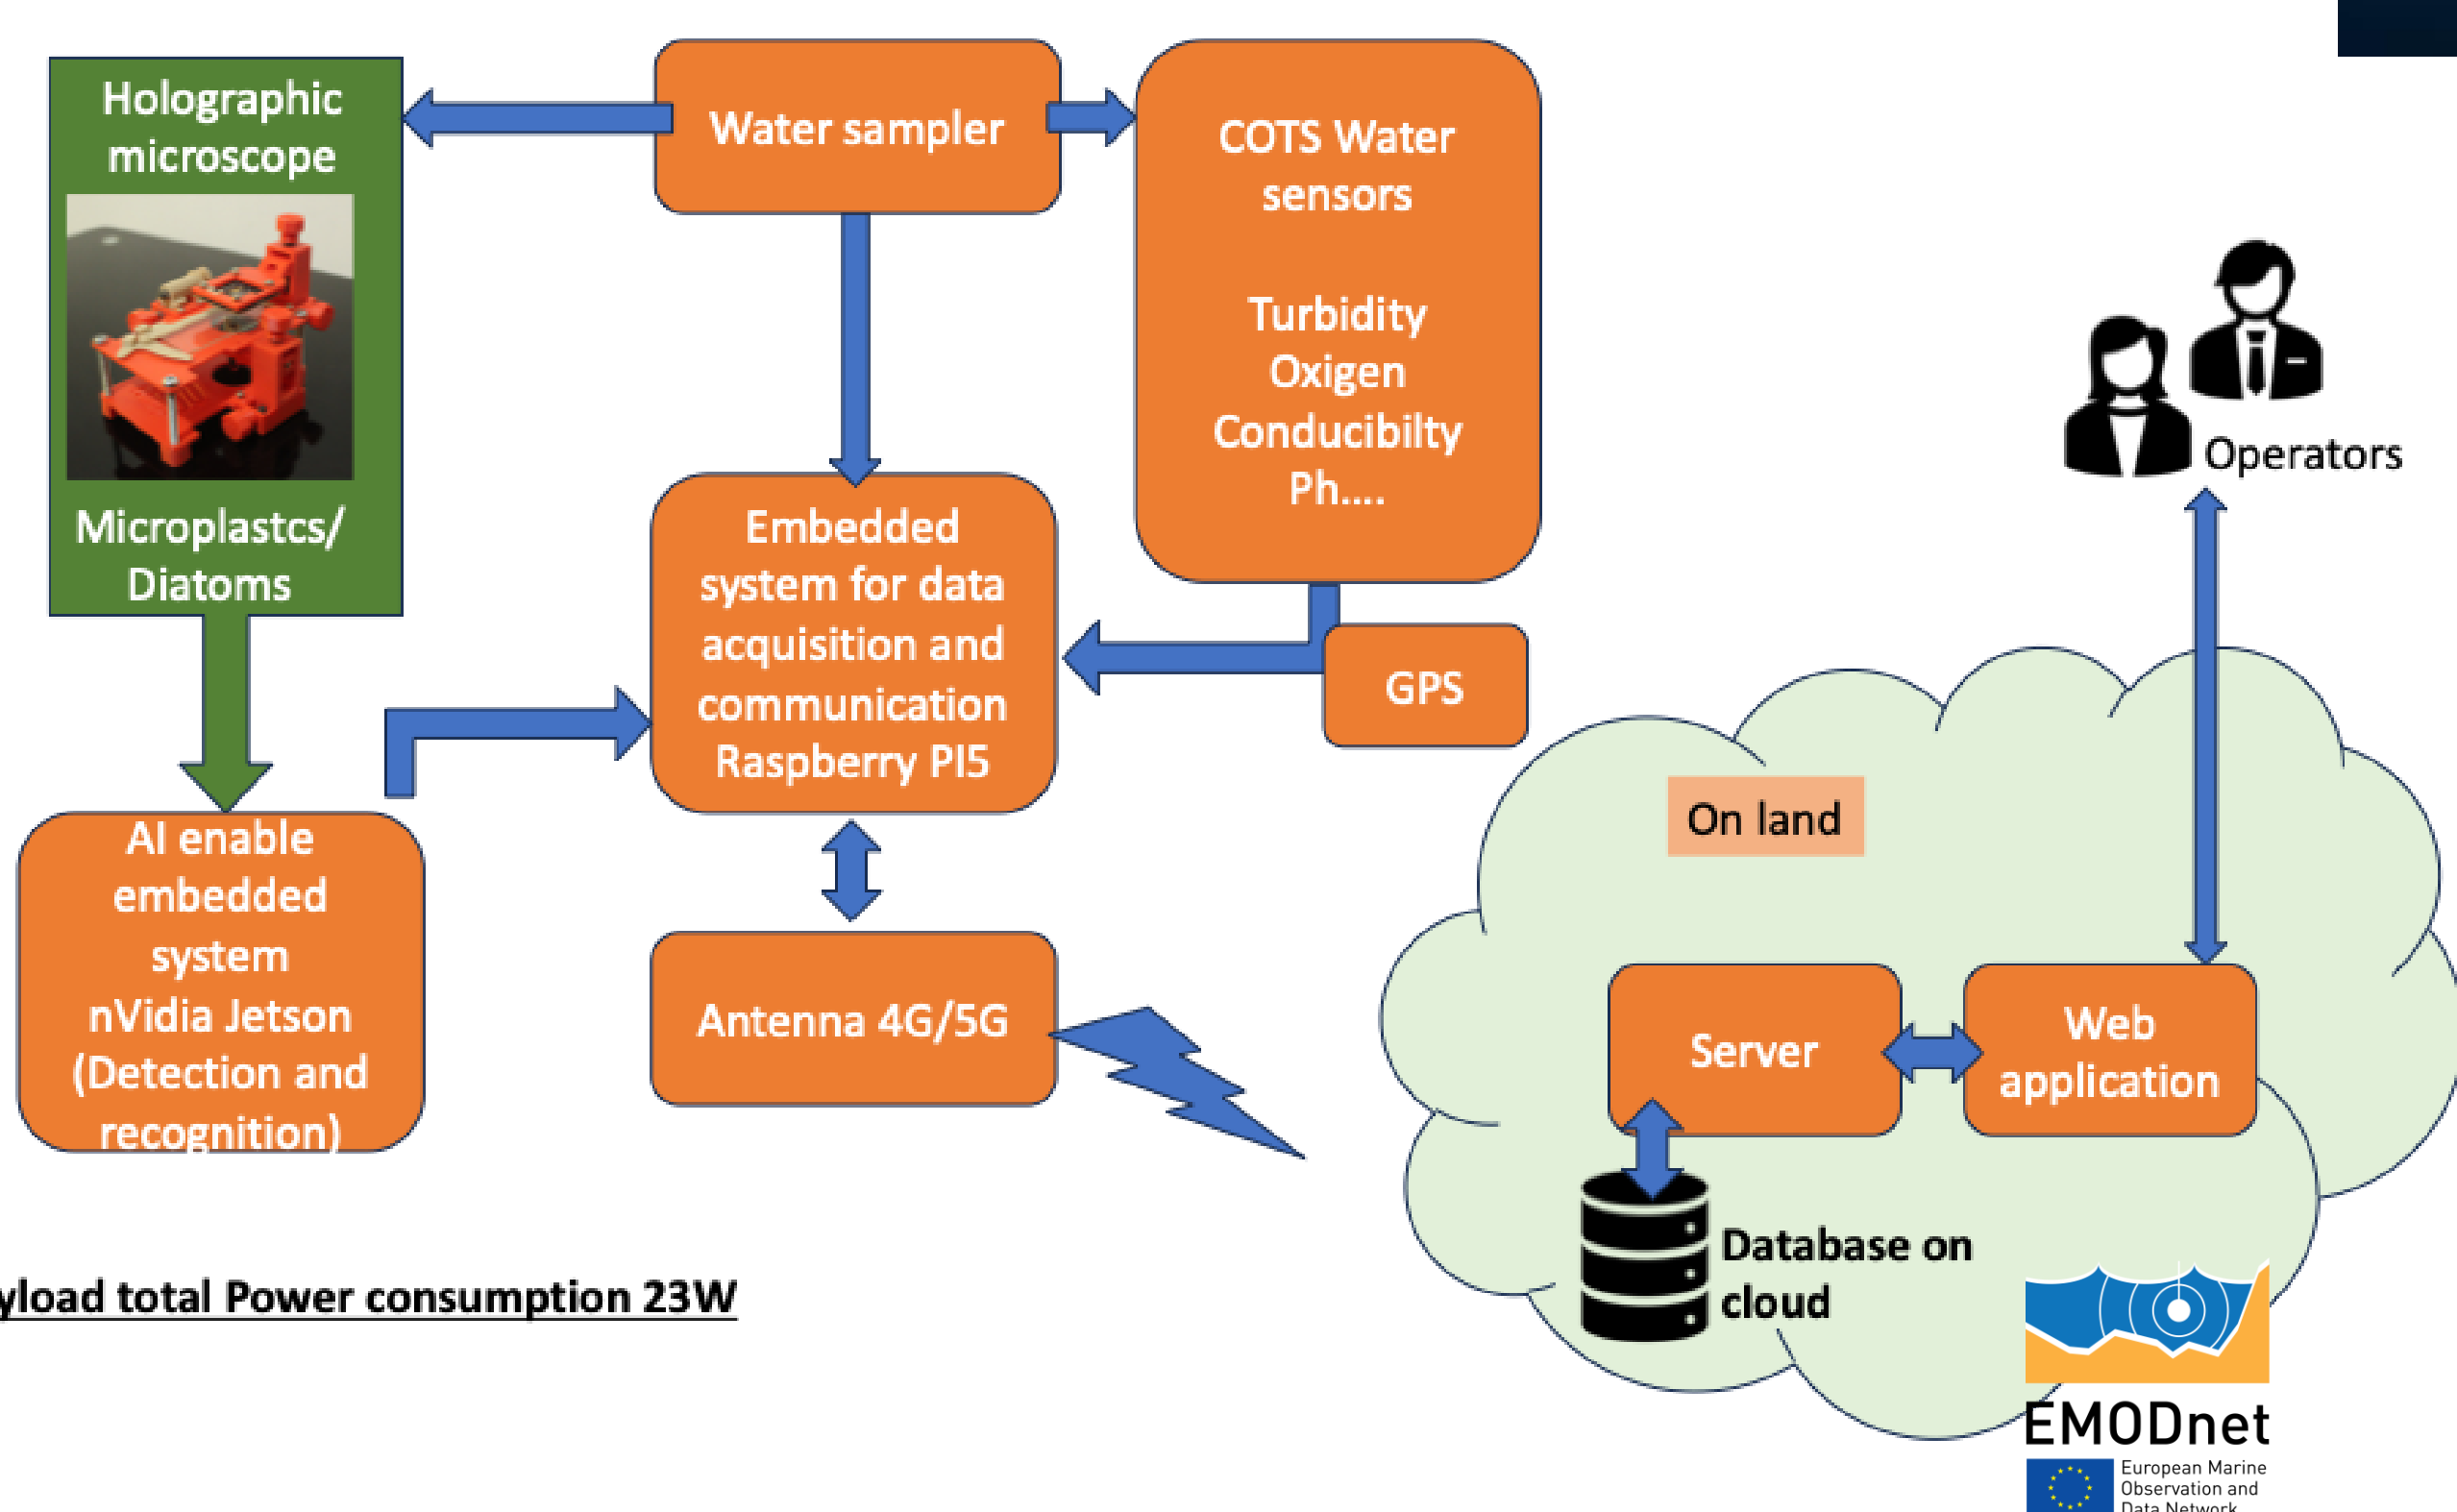 Holographic
microscope
Microplastcs/
Diatoms
Water sampler
COTS Water
sensors
Turbidity
Oxigen
Conducibilty
Ph....
Embedded
system for data
acquisition and
communication
Raspberry PI5
GPS
AI enable
embedded
system
nVidia Jetson
(Detection and
recognition)
Antenna 4G/5G
yload total Power consumption 23W
Operators
On land
Server
Web
application
Database on
cloud
EMODnet
European Marine
Observation and
Data Network